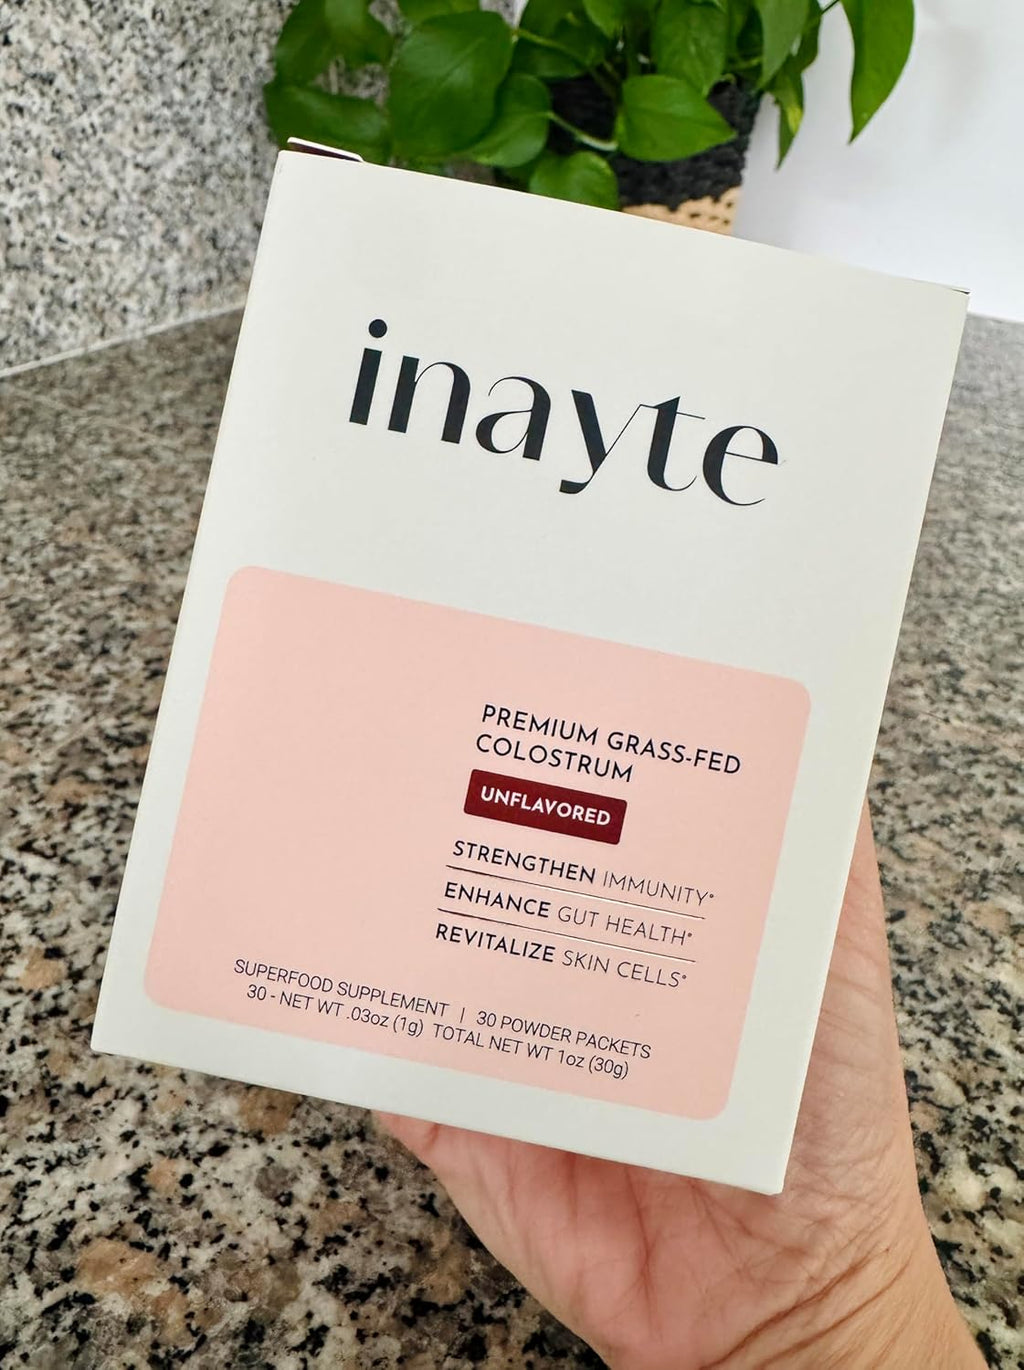 inayte
PREMIUM GRASS-FED
COLOSTRUM
UNFLAVORED
STRENGTHEN IMMUNITY*
ENHANCE GUT HEALTH*
REVITALIZE SKIN CELLS*
SUPERFOOD SUPPLEMENT | 30 POWDER PACKETS
30 - NET WT .03oz (1g) TOTAL NET WT 1oz (30g)